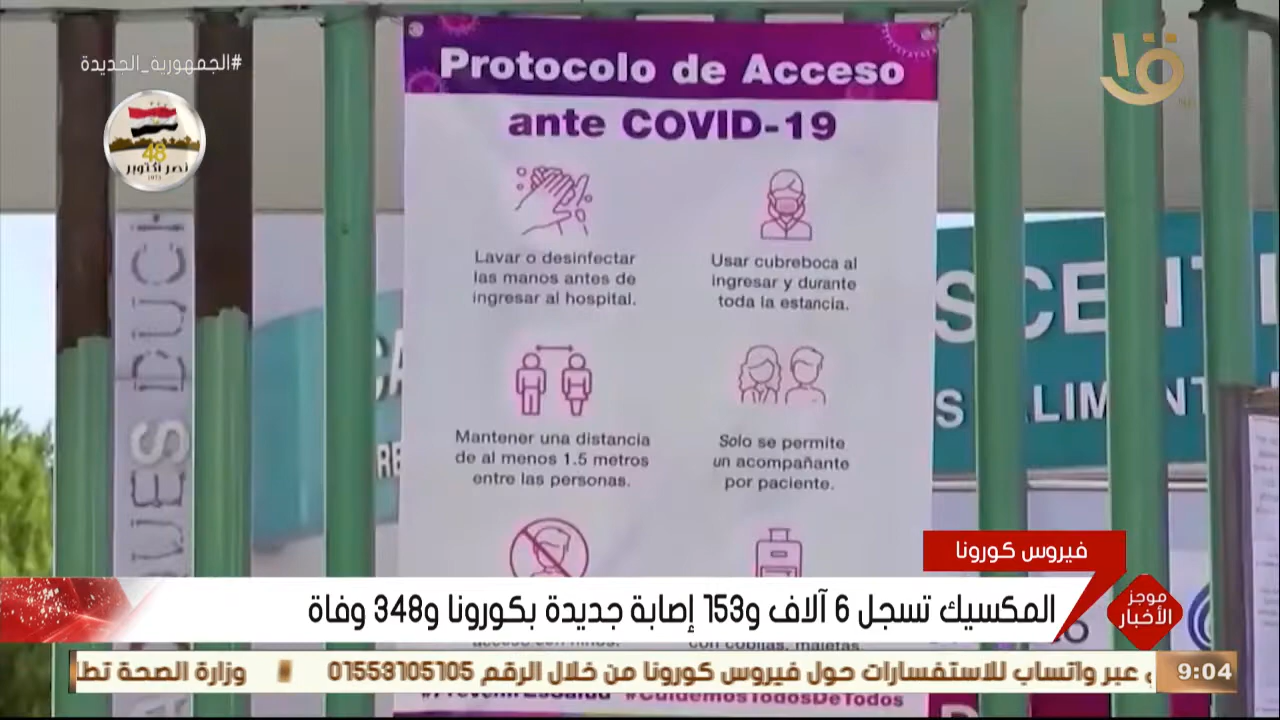 #الجمهورية_الجديدة
48
نصر اكتوبر
1973
Protocolo de Acceso
ante COVID-19
Lavar o desinfectar
las manos antes de
ingresar al hospital.
Usar cubreboca al
ingresar y durante
toda la estancia.
Mantener una distancia
de al menos 1.5 metros
entre las personas.
Solo se permite
un acompañante
por paciente.
فيروس كورونا
موجز
الأخبار
المكسيك تسجل 6 آلاف و153 إصابة جديدة بكورونا و348 وفاة
9:04
عبر واتساب للاستفسارات حول فيروس كورونا من خلال الرقم 01553105105
وزارة الصحة
#CuidemosTodosDeTodos